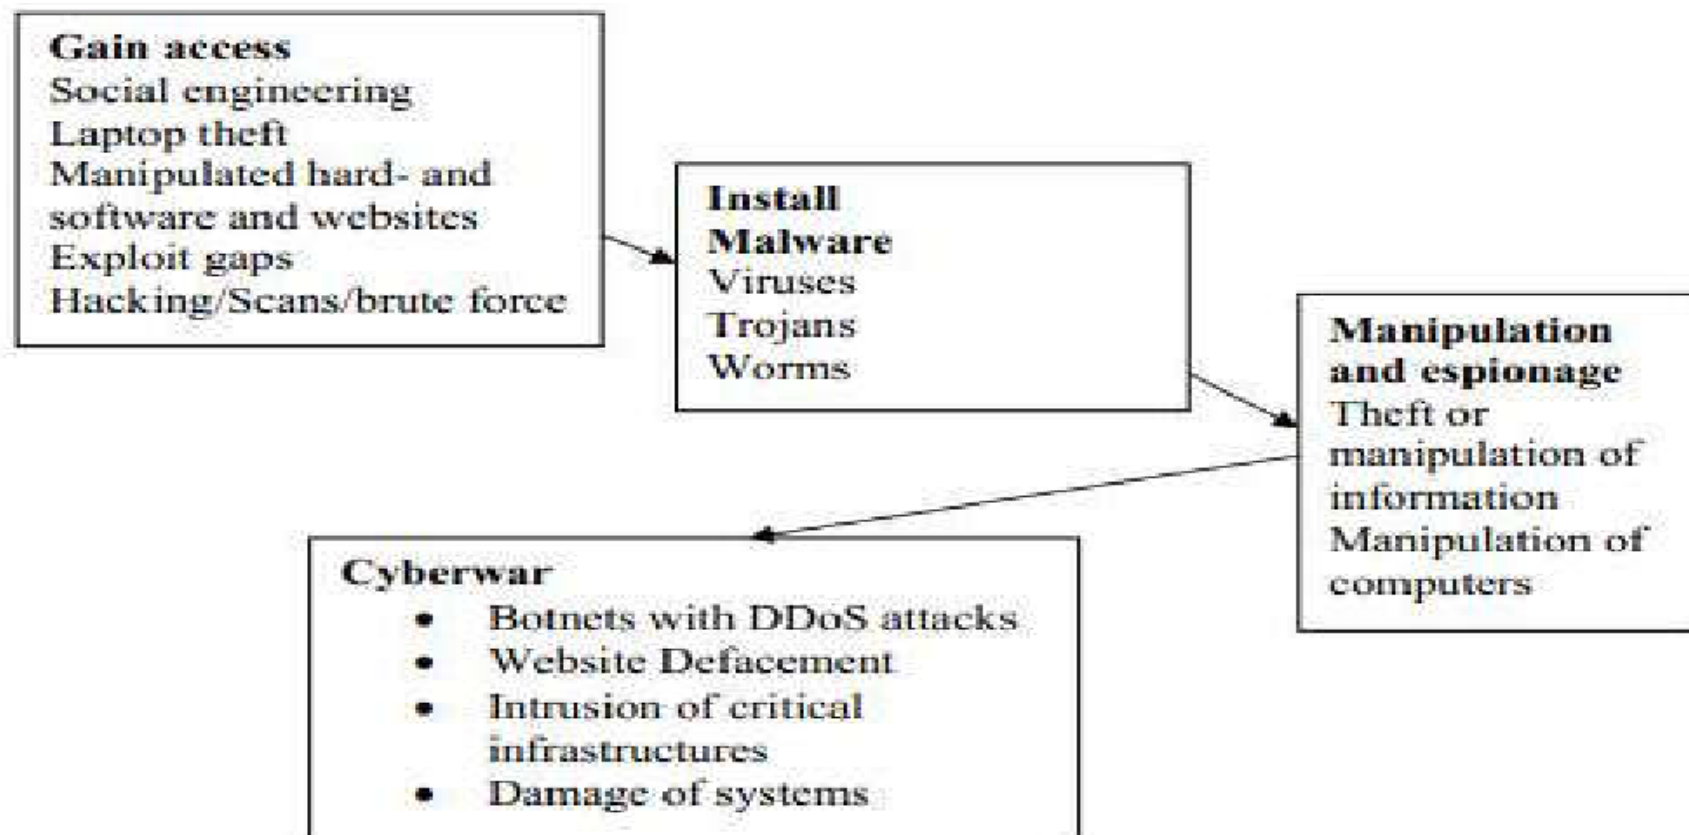 Gain access
Social engineering
Laptop theft
Manipulated hard- and
software and websites
Exploit gaps
Hacking/Scans/brute force
Install
Malware
Viruses
Trojans
Worms
Manipulation
and espionage
Theft or
manipulation of
information
Manipulation of
computers
Cyberwar
• Botnets with DDoS attacks
• Website Defacement
• Intrusion of critical
infrastructures
• Damage of systems